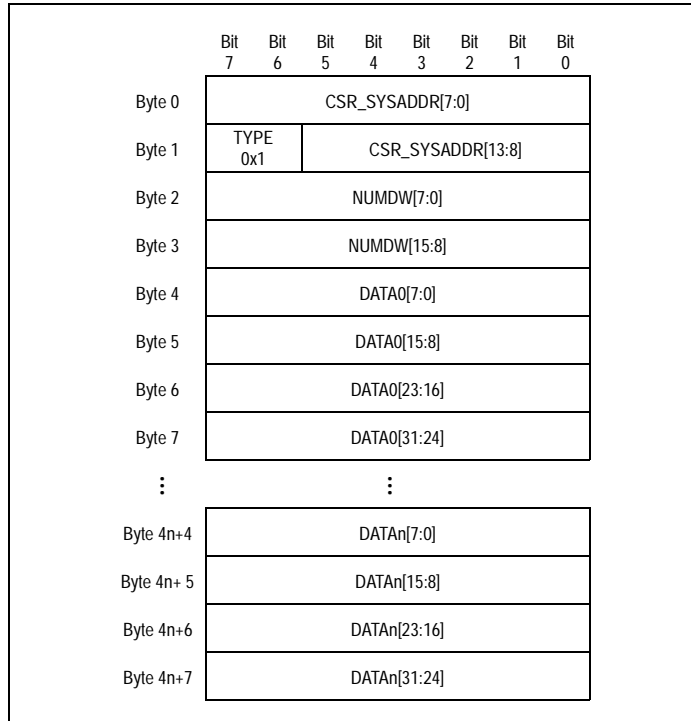 Bit Bit Bit Bit Bit Bit Bit Bit
7 6 5 4 3 2 1 0
Byte 0 CSR_SYSADDR[7:0]
Byte 1 TYPE 0x1 CSR_SYSADDR[13:8]
Byte 2 NUMDW[7:0]
Byte 3 NUMDW[15:8]
Byte 4 DATA0[7:0]
Byte 5 DATA0[15:8]
Byte 6 DATA0[23:16]
Byte 7 DATA0[31:24]
⋮ ⋮
Byte 4n+4 DATAn[7:0]
Byte 4n+ 5 DATAn[15:8]
Byte 4n+6 DATAn[23:16]
Byte 4n+7 DATAn[31:24]